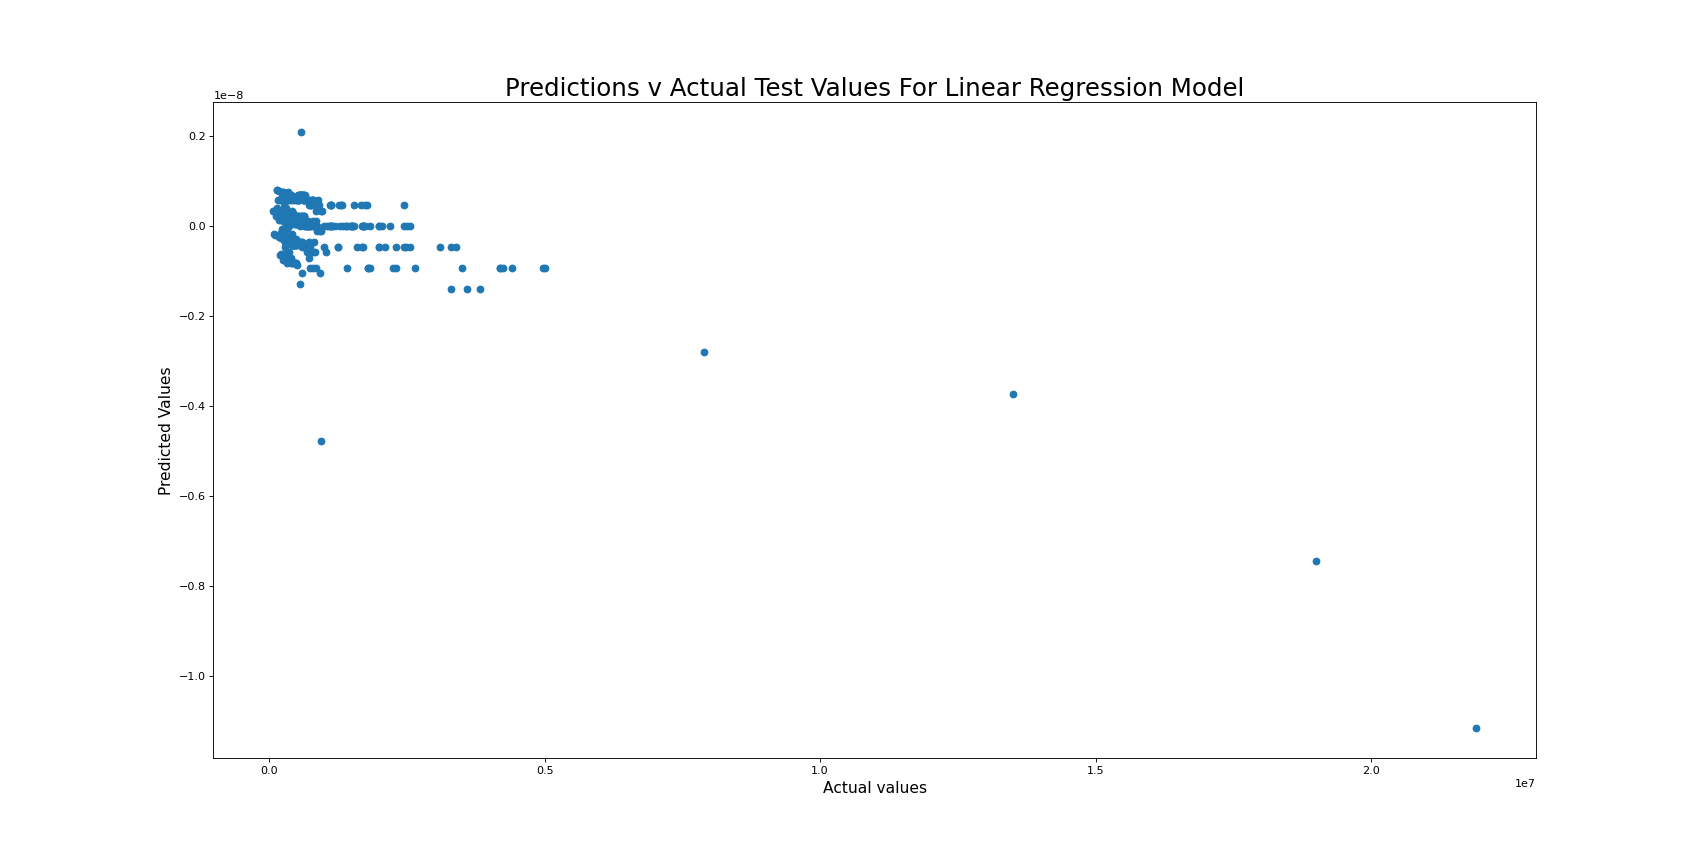 Predictions v Actual Test Values For Linear Regression Model
1e−8
0.2
0.0
−0.2
−0.4
−0.6
−0.8
−1.0
Predicted Values
0.0 0.5 1.0 1.5 2.0
1e7
Actual values